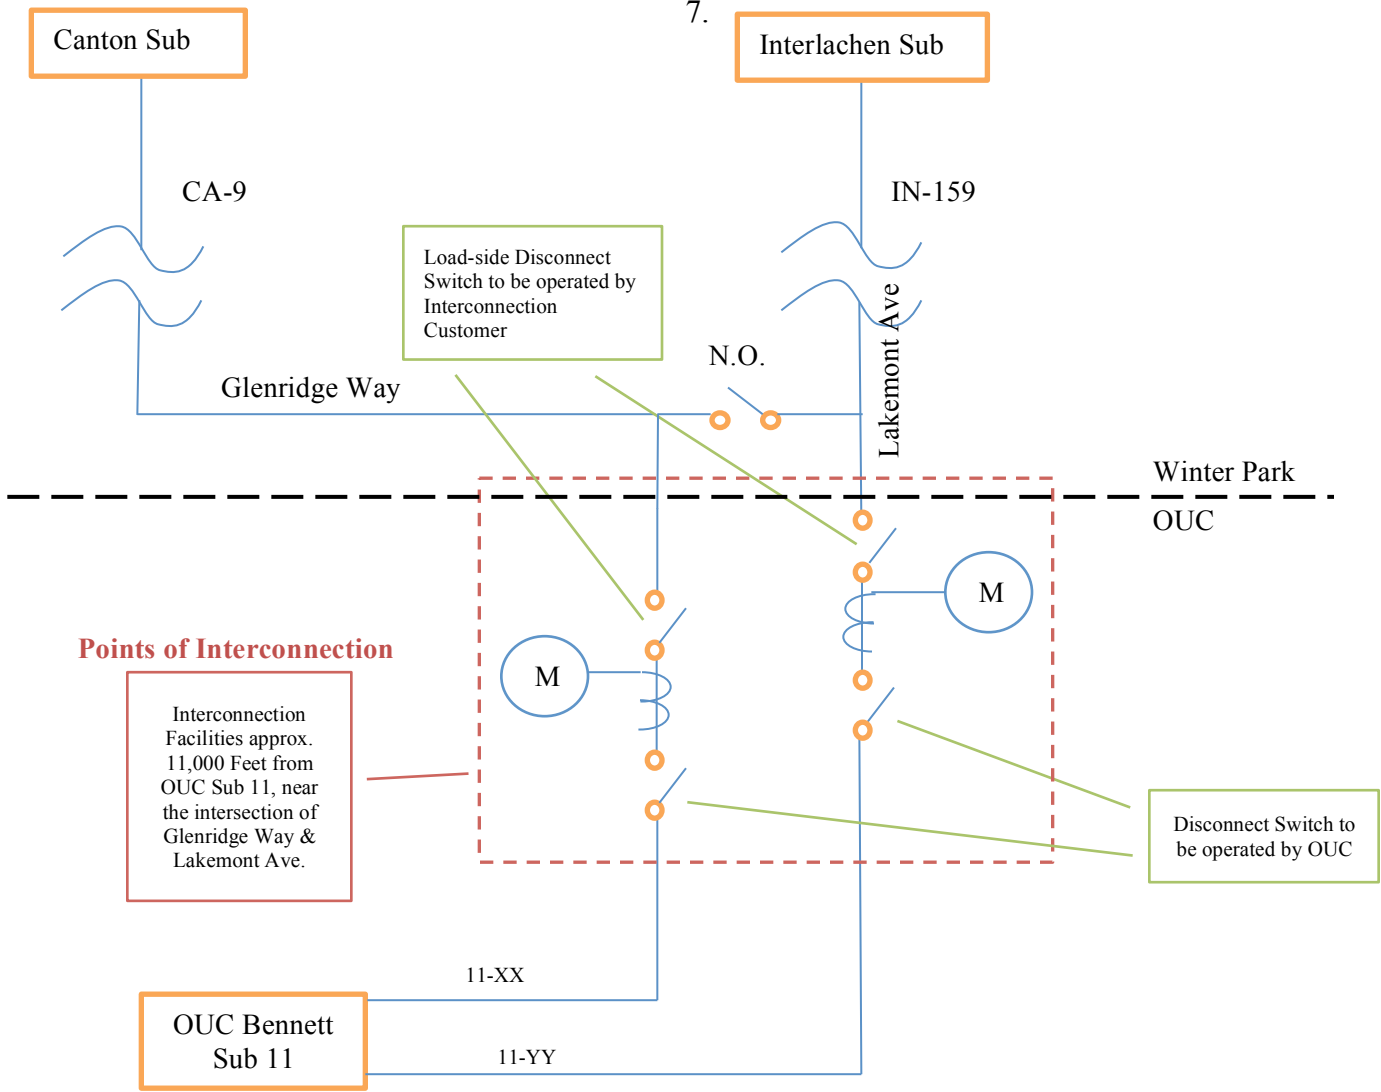 7.
Canton Sub
Interlachen Sub
CA-9
IN-159
Load-side Disconnect
Switch to be operated by
Interconnection
Customer
Lakemont Ave
N.O.
Glenridge Way
Winter Park
OUC
M
M
Points of Interconnection
Interconnection
Facilities approx.
11,000 Feet from
OUC Sub 11, near
the intersection of
Glenridge Way &
Lakemont Ave.
Disconnect Switch to
be operated by OUC
11-XX
OUC Bennett
Sub 11
11-YY